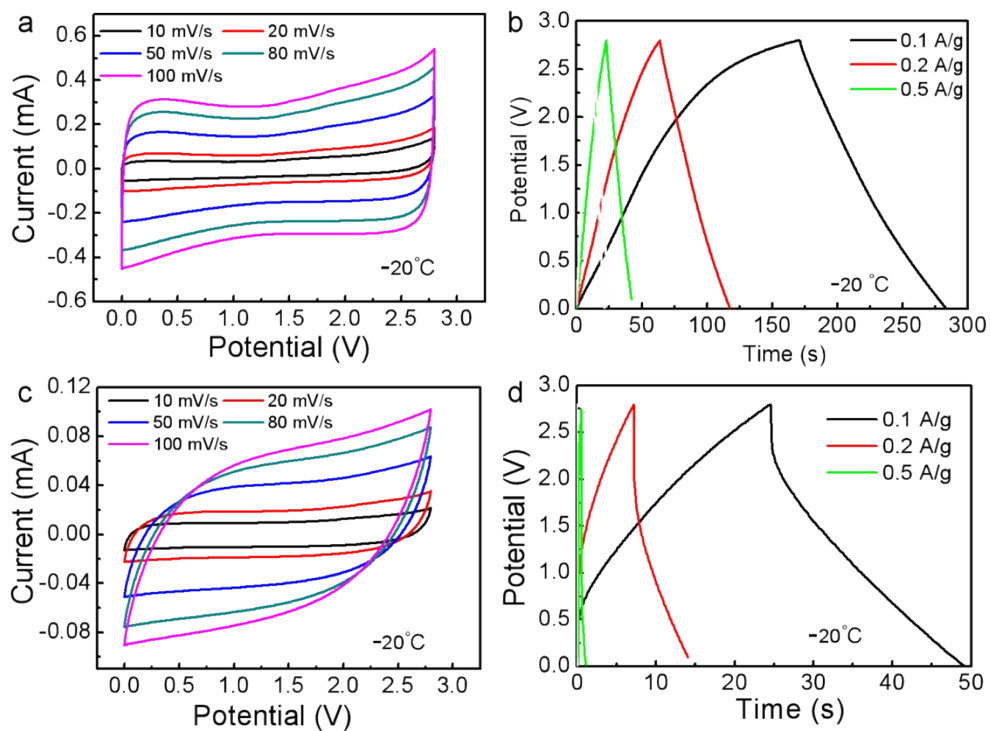 a
10 mV/s 20 mV/s
50 mV/s 80 mV/s
100 mV/s
0.6
0.4
0.2
0.0
-0.2
-0.4
-0.6
Current (mA)
-20°C
0.0 0.5 1.0 1.5 2.0 2.5 3.0
Potential (V)
b
0.1 A/g
0.2 A/g
0.5 A/g
3.0
2.5
2.0
1.5
1.0
0.5
0.0
Potential (V)
-20 °C
0 50 100 150 200 250 300
Time (s)
c
10 mV/s 20 mV/s
50 mV/s 80 mV/s
100 mV/s
0.12
0.08
0.04
0.00
-0.04
-0.08
Current (mA)
-20°C
0.0 0.5 1.0 1.5 2.0 2.5 3.0
Potential (V)
d
0.1 A/g
0.2 A/g
0.5 A/g
3.0
2.5
2.0
1.5
1.0
0.5
0.0
Potential (V)
-20°C
0 10 20 30 40 50
Time (s)